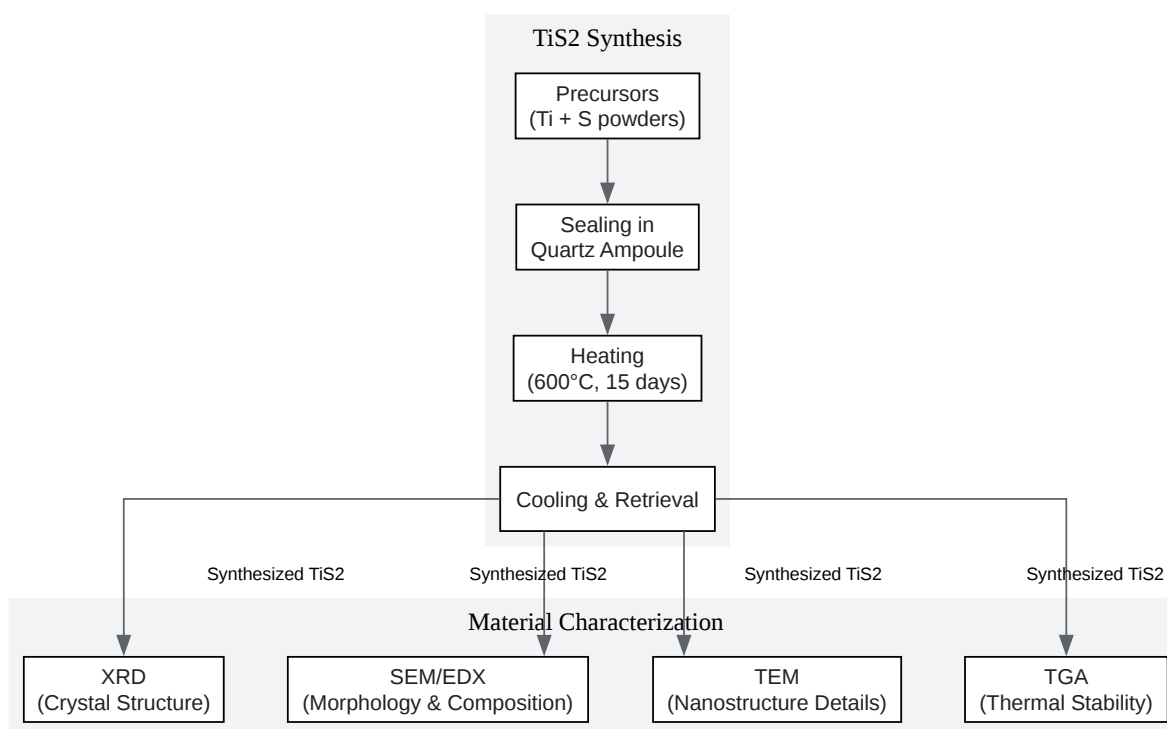 TiS2 Synthesis
Precursors
(Ti + S powders)
Sealing in
Quartz Ampoule
Heating
(600°C, 15 days)
Cooling & Retrieval
Synthesized TiS2
Synthesized TiS2
Synthesized TiS2
Synthesized TiS2
Material Characterization
XRD
(Crystal Structure)
SEM/EDX
(Morphology & Composition)
TEM
(Nanostructure Details)
TGA
(Thermal Stability)